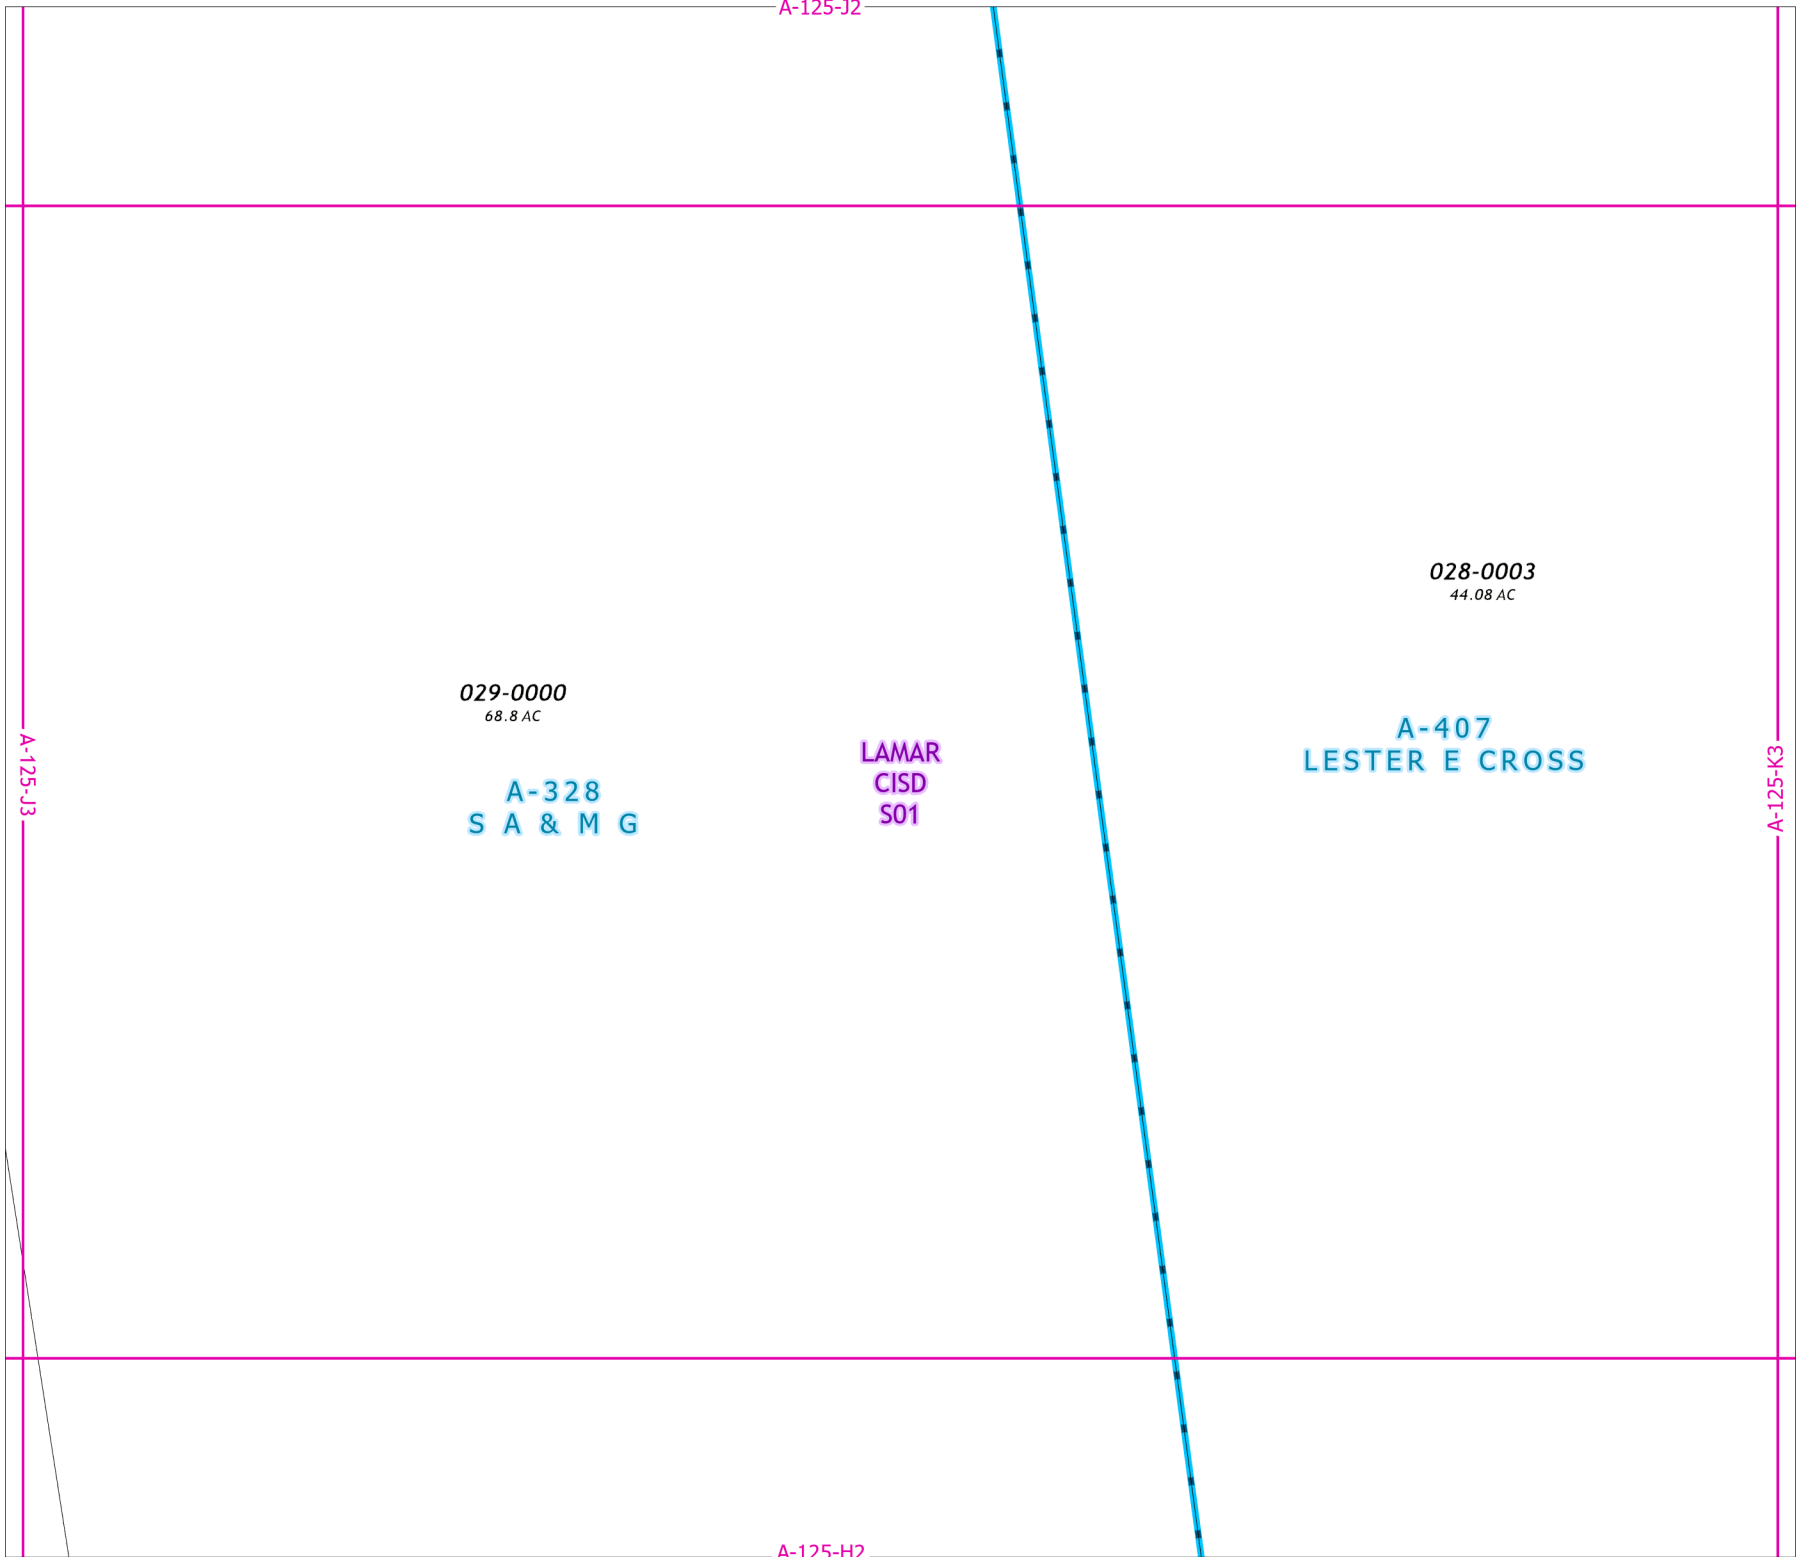 A-125-J2
028-0003
44.08 AC
029-0000
68.8 AC
A-407
LESTER E CROSS
LAMAR
CISD
S01
A-328
S A & M G
A-125-J3
A-125-K3
A-125-H2